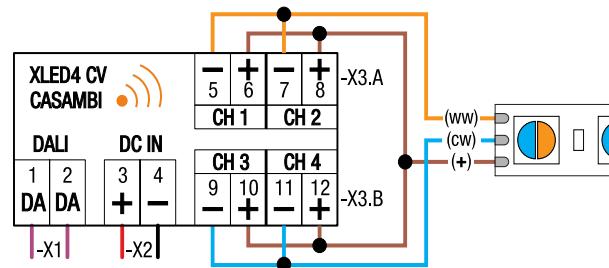 XLED4 CV
CASAMBI
− + − +
5 6 7 8
-X3.A
CH 1 CH 2
DALI DC IN
CH 3 CH 4
1 2 3 4
DA DA + −
9 10 11 12
− + − +
-X3.B
-X1 -X2
(ww)
(cw)
(+)